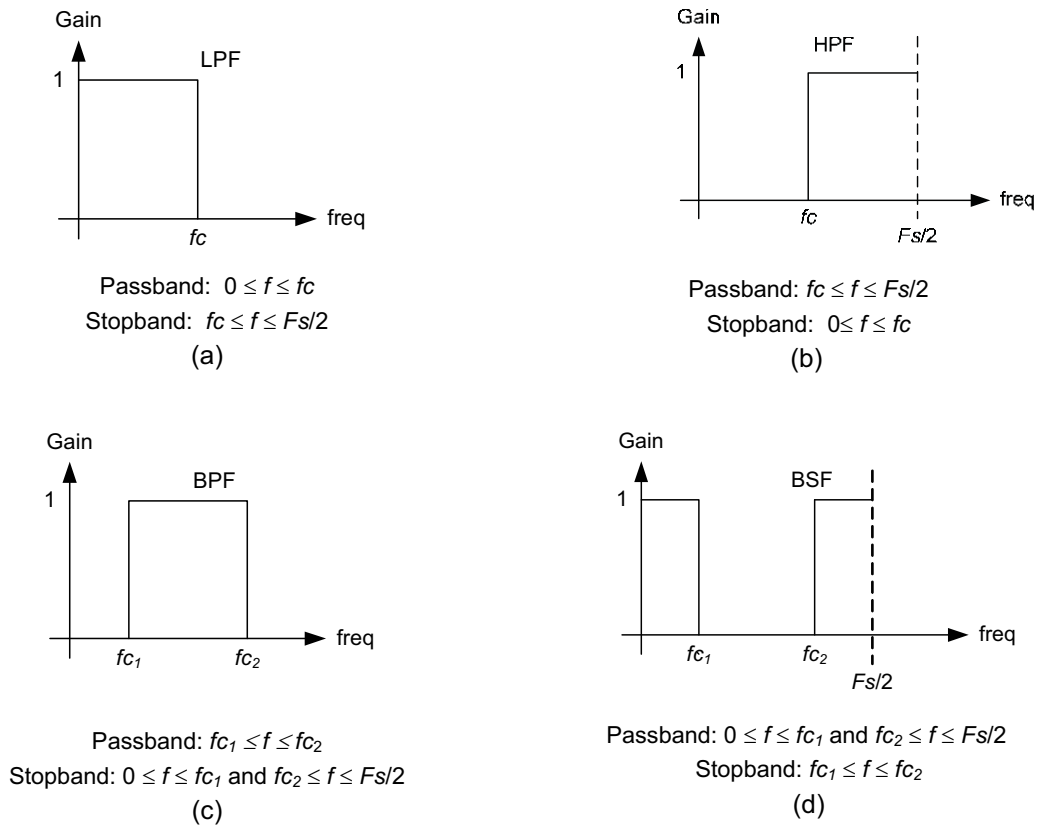 Gain
LPF
1
freq
fc
Passband: 0 ≤ f ≤ fc
Stopband: fc ≤ f ≤ Fs/2
(a)
Gain
HPF
1
freq
fc
Fs/2
Passband: fc ≤ f ≤ Fs/2
Stopband: 0≤ f ≤ fc
(b)
Gain
BPF
1
freq
fc₁
fc₂
Passband: fc₁ ≤ f ≤ fc₂
Stopband: 0 ≤ f ≤ fc₁ and fc₂ ≤ f ≤ Fs/2
(c)
Gain
BSF
1
freq
fc₁
fc₂
Fs/2
Passband: 0 ≤ f ≤ fc₁ and fc₂ ≤ f ≤ Fs/2
Stopband: fc₁ ≤ f ≤ fc₂
(d)